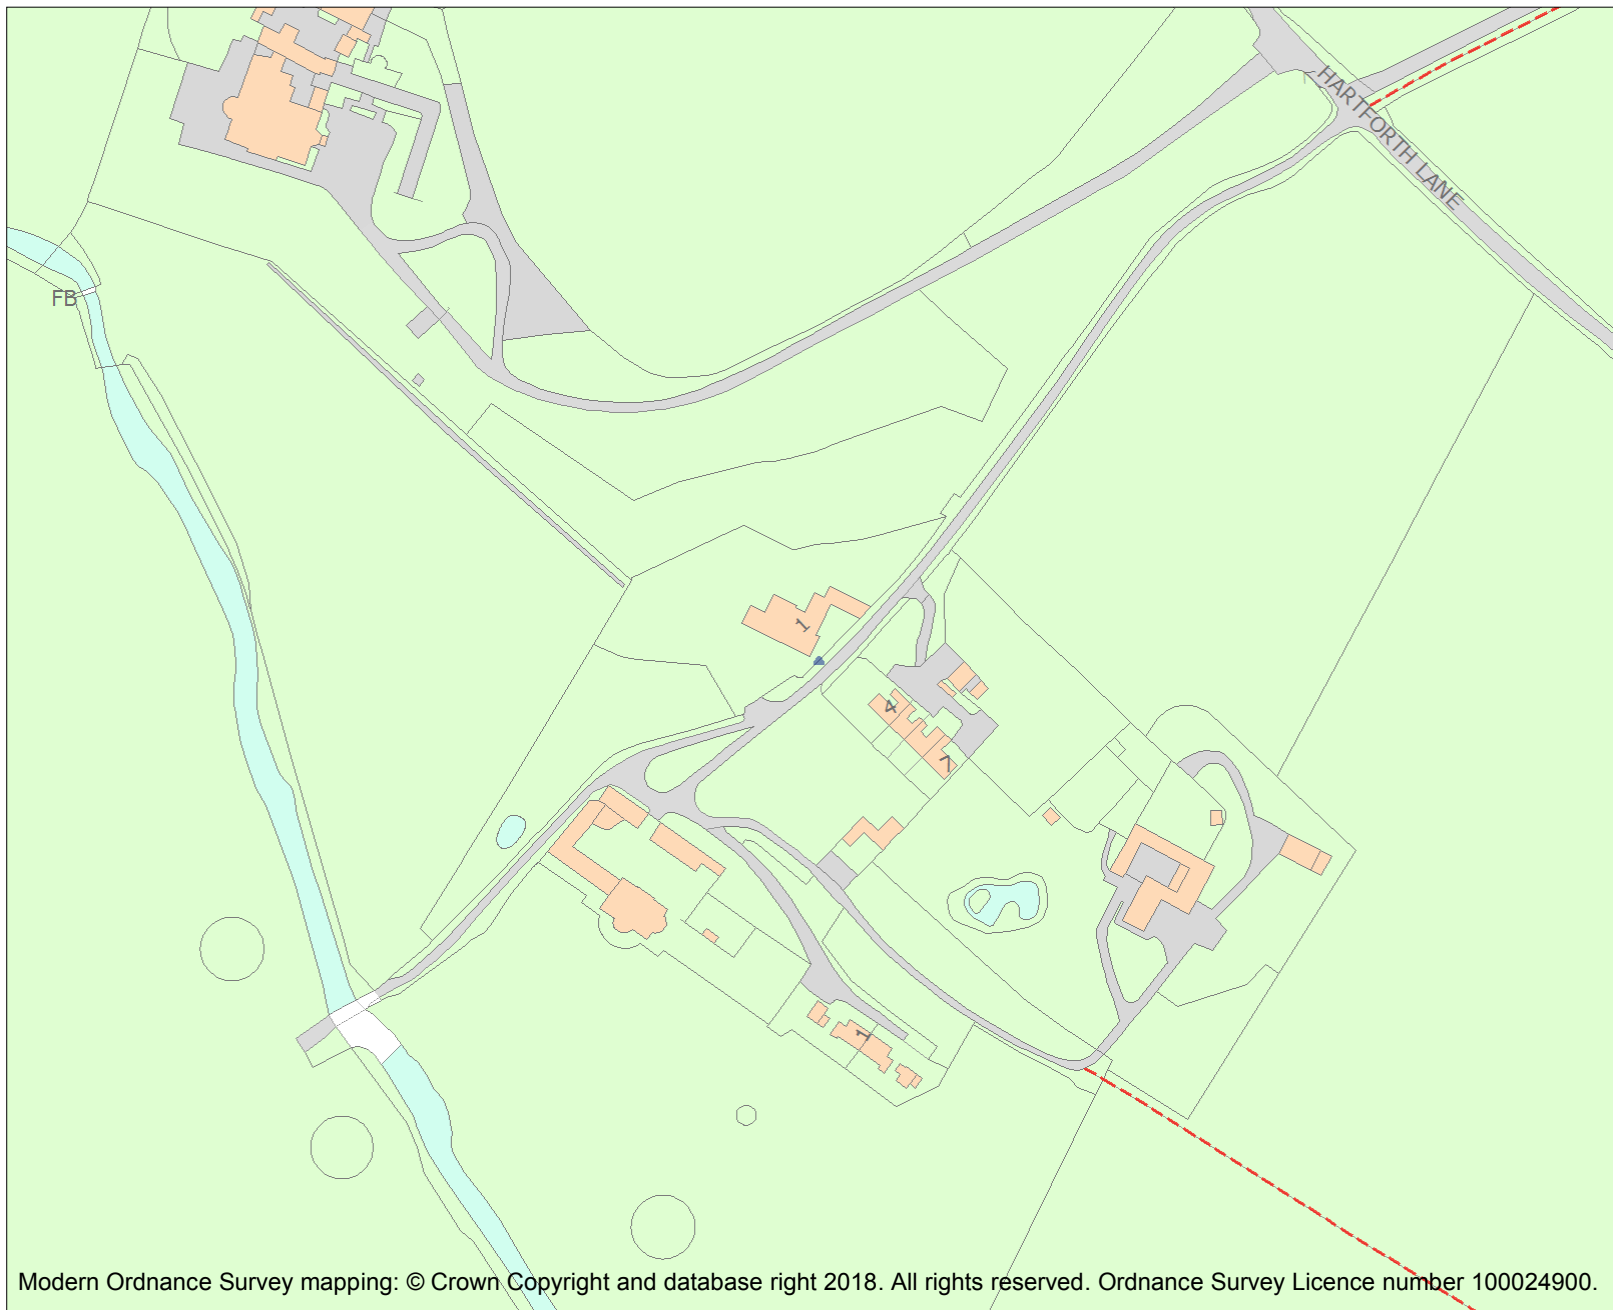 HARTFORTH LANE
FB
1
4
7
1
Modern Ordnance Survey mapping: © Crown Copyright and database right 2018. All rights reserved. Ordnance Survey Licence number 100024900.